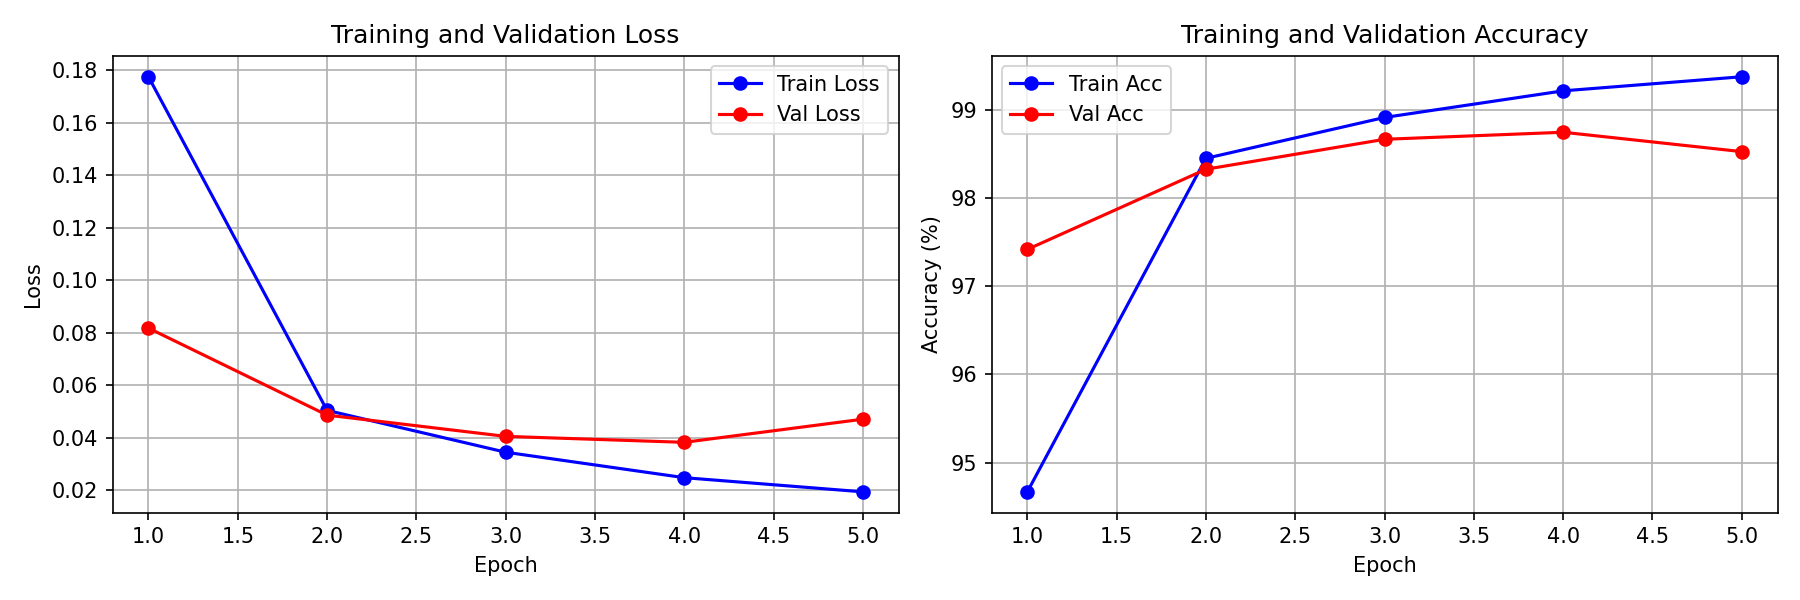 Training and Validation Loss
Train Loss
Val Loss
0.18
0.16
0.14
0.12
0.10
0.08
0.06
0.04
0.02
Loss
1.0 1.5 2.0 2.5 3.0 3.5 4.0 4.5 5.0
Epoch
Training and Validation Accuracy
Train Acc
Val Acc
99
98
97
96
95
Accuracy (%)
1.0 1.5 2.0 2.5 3.0 3.5 4.0 4.5 5.0
Epoch